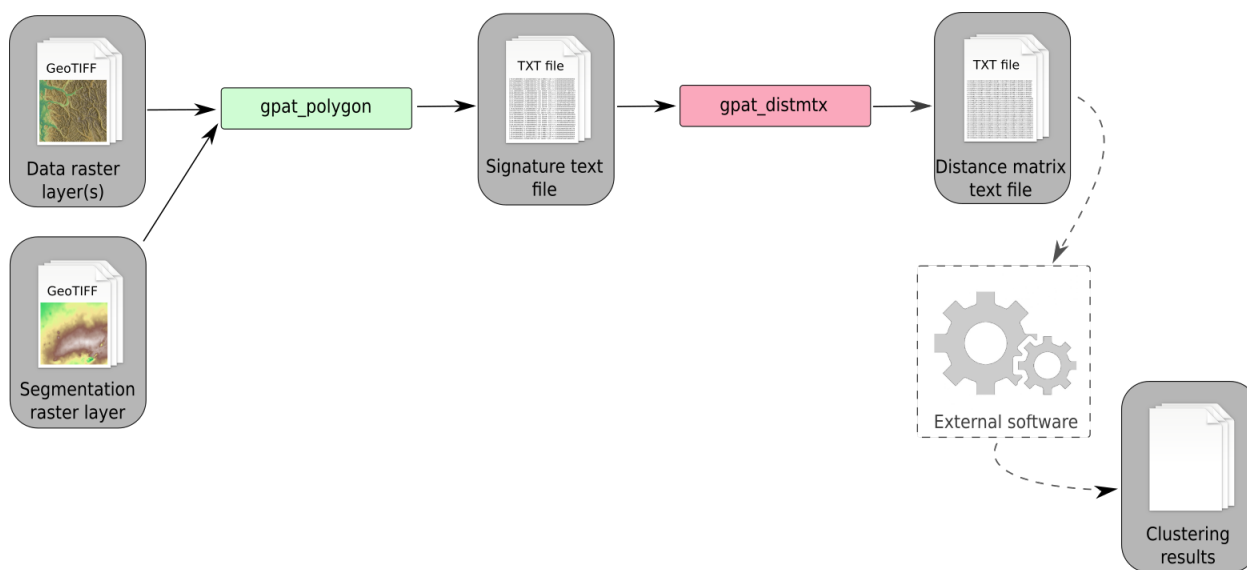 GeoTIFF
Data raster
layer(s)
gpat_polygon
TXT file
Signature text
file
gpat_distmtx
TXT file
Distance matrix
text file
GeoTIFF
Segmentation
raster layer
External software
Clustering
results